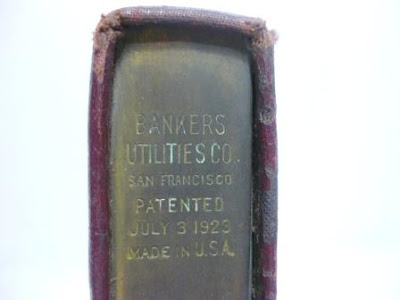 BANKERS
UTILITIES CO.
SAN FRANCISCO
PATENTED
JULY 3 1923
MADE IN U.S.A.